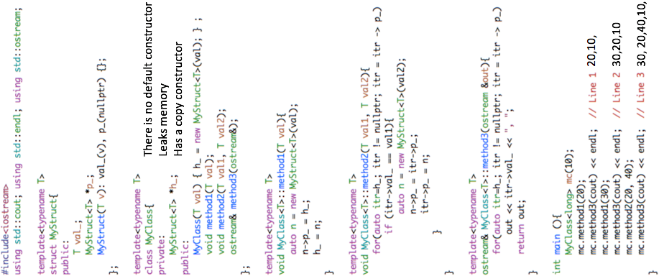 #include<iostream>
using std::cout; using std::endl; using std::ostream;
template<typename T>
struct MyStruct{
public:
T val_;
MyStruct<T> *p_;
MyStruct(T v): val_(v), p_(nullptr) {};
};
template<typename T>
class MyClass{ There is no default constructor
private: Leaks memory
MyStruct<T> *h_; Has a copy constructor
public:
MyClass(T val) { h_ = new MyStruct<T>(val); } ;
void method1(T val);
void method2(T val1, T val2);
ostream& method3(ostream&);
};
template<typename T>
void MyClass<T>::method1(T val){
auto n = new MyStruct<T>(val);
n->p_ = h_;
h_ = n;
}
template<typename T>
void MyClass<T>::method2(T val1, T val2){
for(auto itr=h_; itr != nullptr; itr = itr -> p_)
if (itr->val_ == val1){
auto n = new MyStruct<T>(val2);
n->p_ = itr->p_;
itr->p_ = n;
}
}
template<typename T>
ostream& MyClass<T>::method3(ostream &out){
for(auto itr=h_; itr != nullptr; itr = itr -> p_)
out << itr->val_ << ", ";
return out;
}
int main (){
MyClass<long> mc(10);
mc.method1(20);
mc.method3(cout) << endl; // Line 1 20,10,
mc.method1(30);
mc.method3(cout) << endl; // Line 2 30,20,10
mc.method2(20, 40);
mc.method3(cout) << endl; // Line 3 30,20,40,10,
}